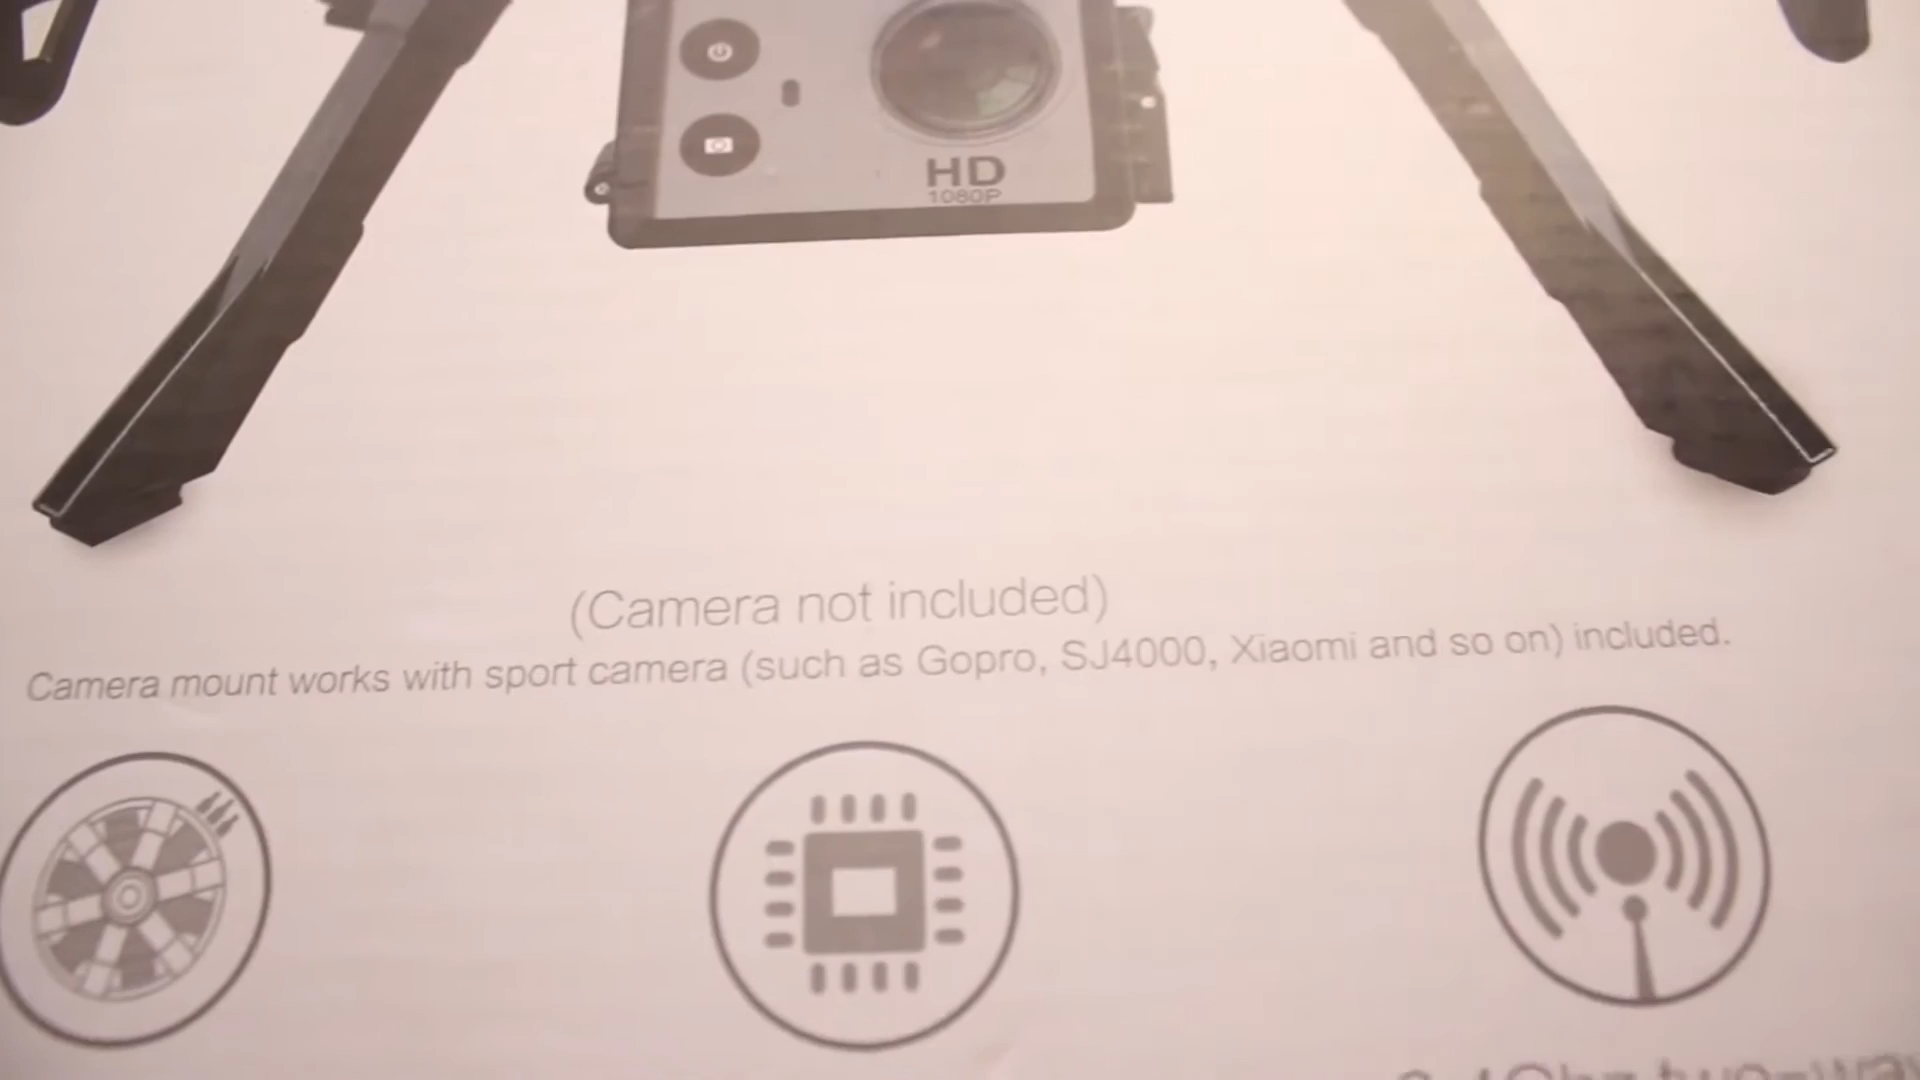 HD
1080P
(Camera not included)
Camera mount works with sport camera (such as Gopro, SJ4000, Xiaomi and so on) included.